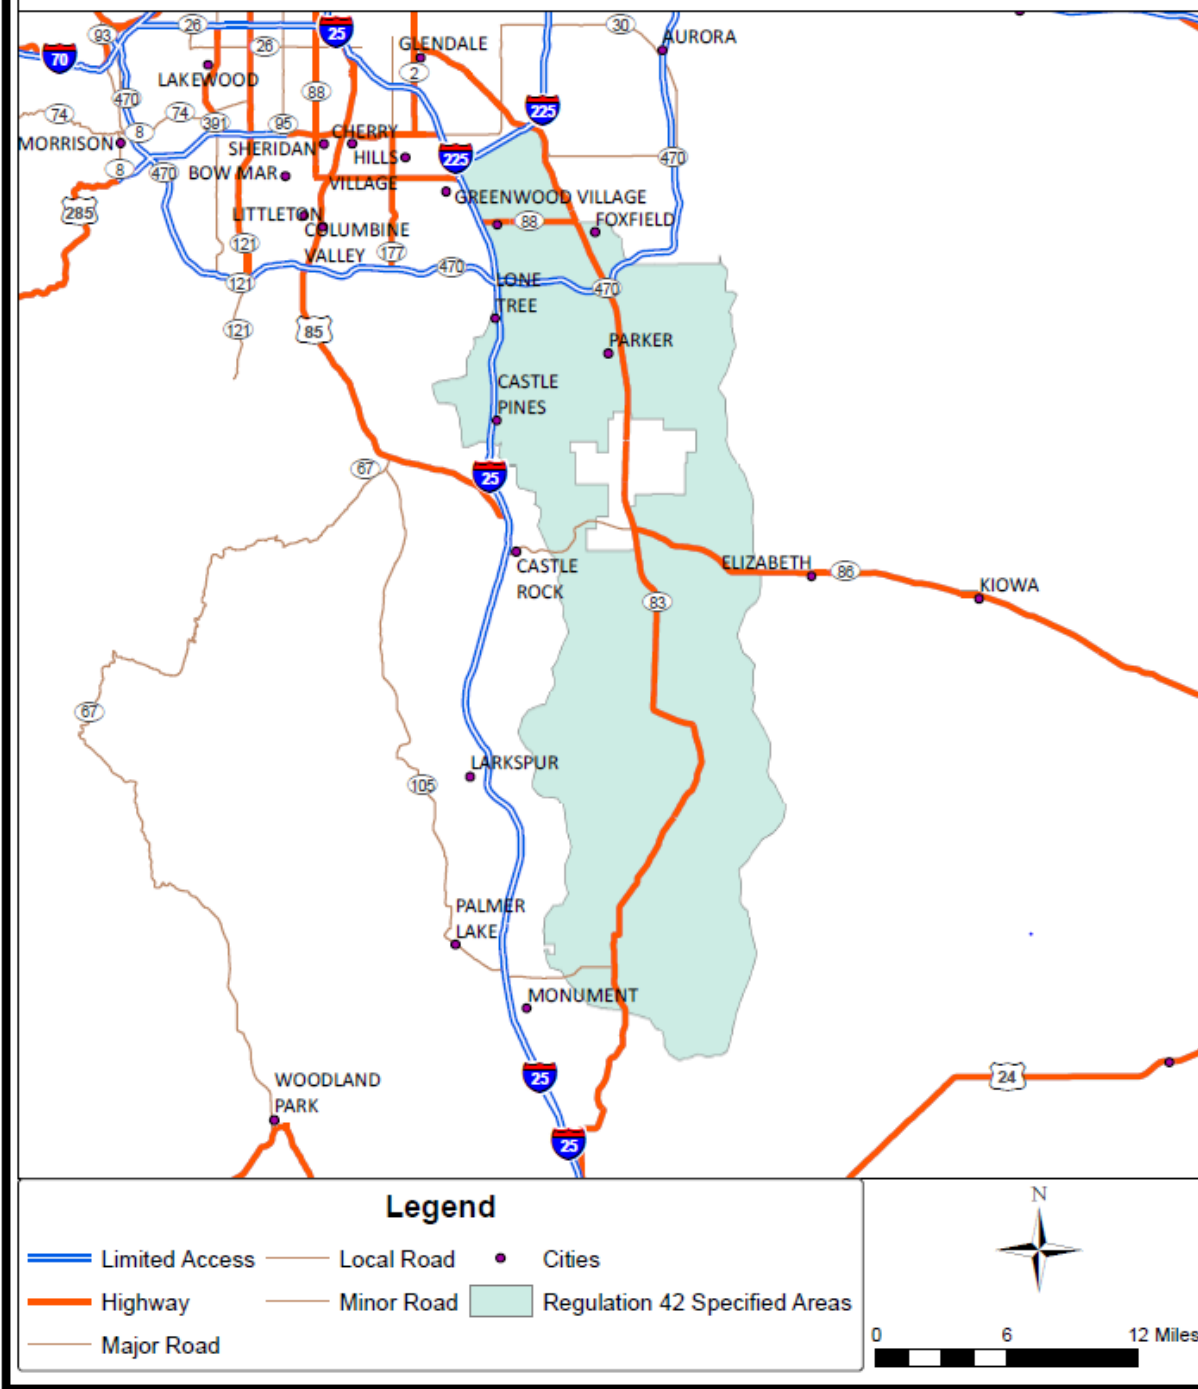 93
26
25
30
AURORA
GLENDALE
26
70
LAKEWOOD
2
88
470
74
74
8
391
95
225
CHERRY
MORRISON
SHERIDAN
HILLS
225
470
8
470
BOW MAR
VILLAGE
GREENWOOD VILLAGE
285
LITTLETON
88
FOXFIELD
COLUMBINE
121
VALLEY
177
470
LONE
121
470
TREE
121
85
PARKER
CASTLE
PINES
67
25
CASTLE
ELIZABETH
86
ROCK
KIOWA
83
67
LARKSPUR
105
PALMER
LAKE
MONUMENT
25
24
WOODLAND
PARK
25
Legend
Limited Access
Local Road
Cities
Highway
Minor Road
Regulation 42 Specified Areas
Major Road
N
0 6 12 Miles